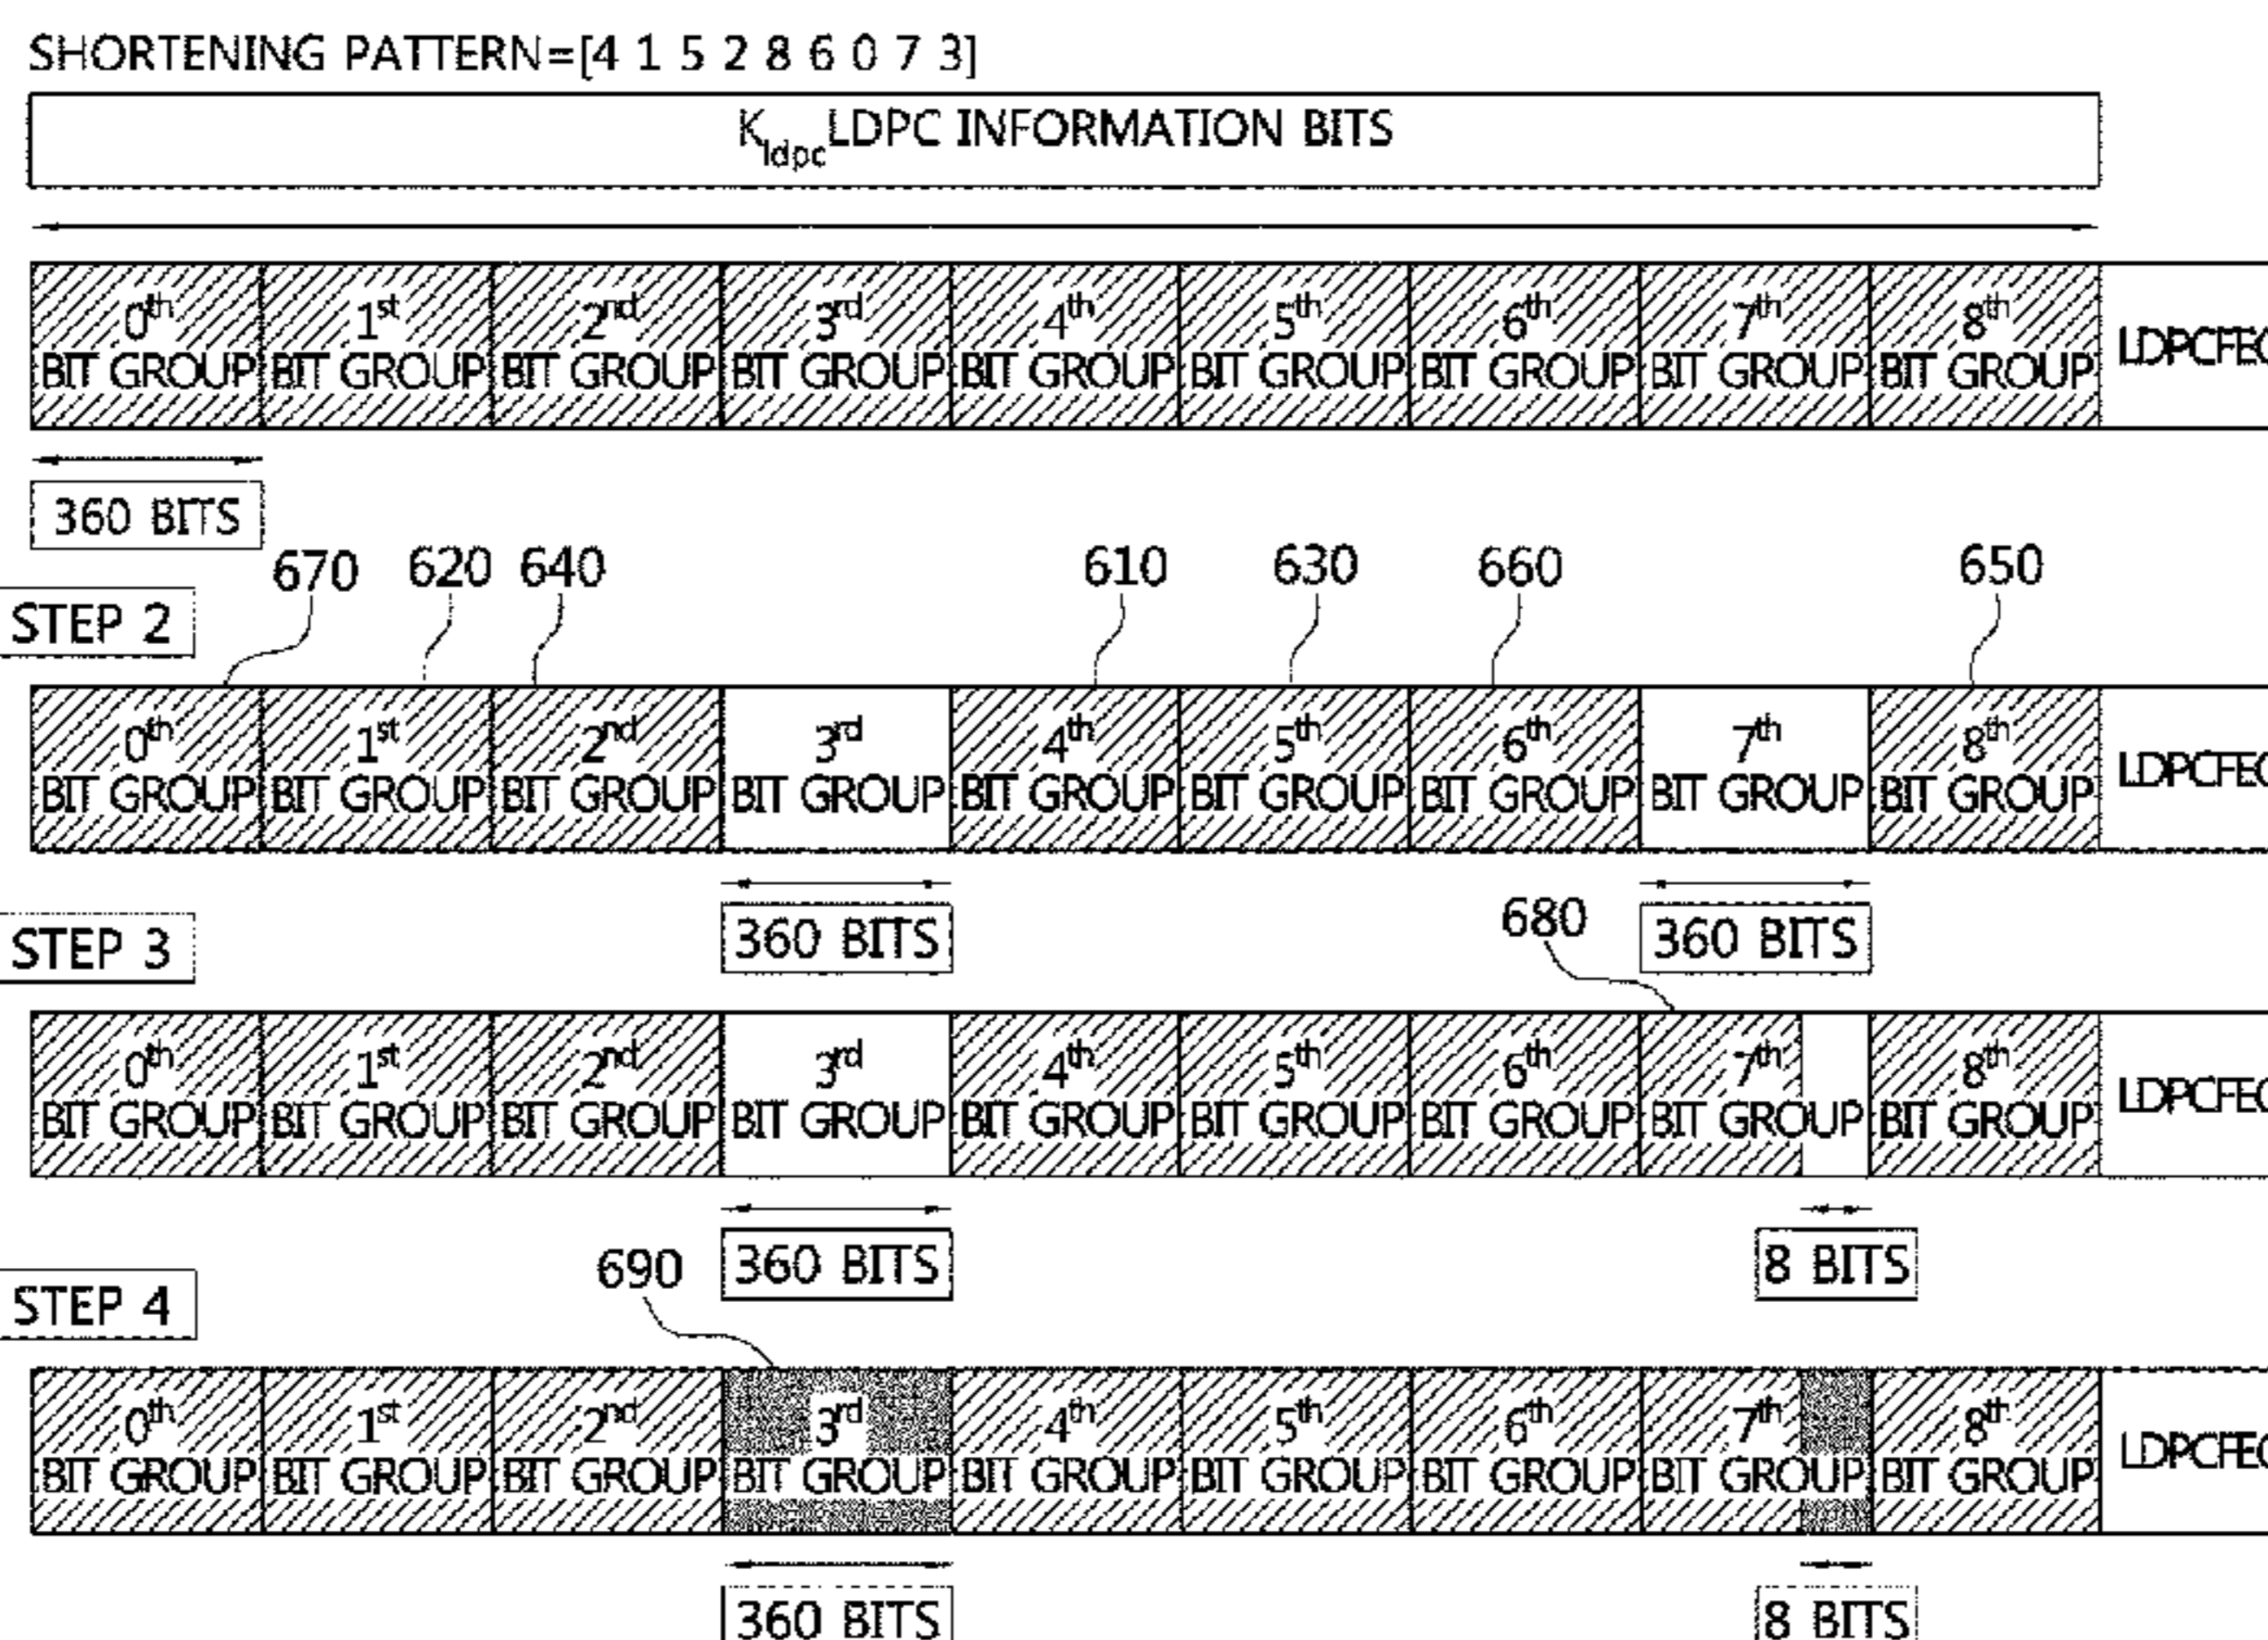 SHORTENING PATTERN=[4 1 5 2 8 6 0 7 3]
K_ldpc LDPC INFORMATION BITS
0th 1st 2nd 3rd 4th 5th 6th 7th 8th
BIT GROUP BIT GROUP BIT GROUP BIT GROUP BIT GROUP BIT GROUP BIT GROUP BIT GROUP BIT GROUP LDPCFEC
360 BITS
670 620 640 610 630 660 650
STEP 2
0th 1st 2nd 3rd 4th 5th 6th 7th 8th
BIT GROUP BIT GROUP BIT GROUP BIT GROUP BIT GROUP BIT GROUP BIT GROUP BIT GROUP BIT GROUP LDPCFEC
360 BITS 680 360 BITS
STEP 3
0th 1st 2nd 3rd 4th 5th 6th 7th 8th
BIT GROUP BIT GROUP BIT GROUP BIT GROUP BIT GROUP BIT GROUP BIT GROUP BIT GROUP BIT GROUP LDPCFEC
690 360 BITS 8 BITS
STEP 4
0th 1st 2nd 3rd 4th 5th 6th 7th 8th
BIT GROUP BIT GROUP BIT GROUP BIT GROUP BIT GROUP BIT GROUP BIT GROUP BIT GROUP BIT GROUP LDPCFEC
360 BITS 8 BITS